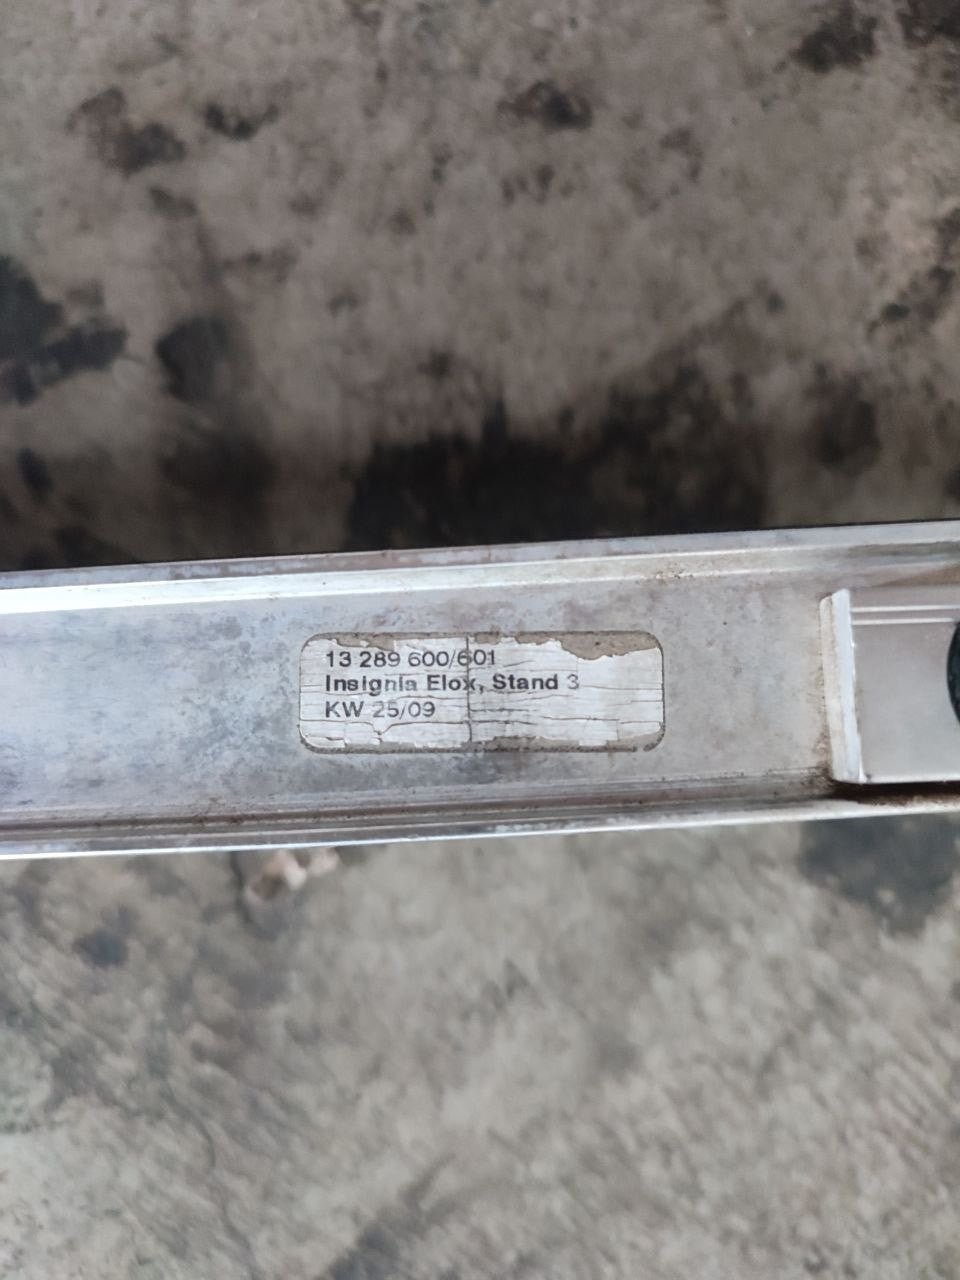 13 289 600/601
Insignia Elox, Stand 3
KW 25/09